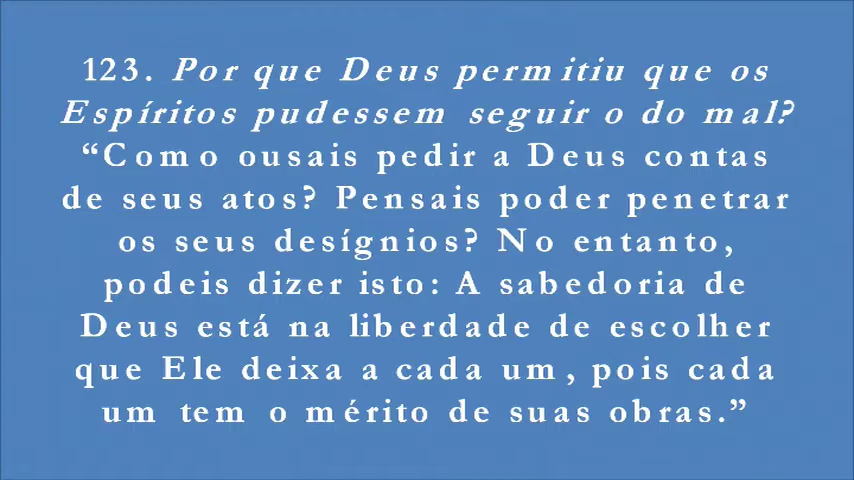 123. Por que Deus permitiu que os
Espíritos pudessem seguir o do mal?
“Como ousais pedir a Deus contas
de seus atos? Pensais poder penetrar
os seus desígnios? No entanto,
podeis dizer isto: A sabedoria de
Deus está na liberdade de escolher
que Ele deixa a cada um, pois cada
um tem o mérito de suas obras.”